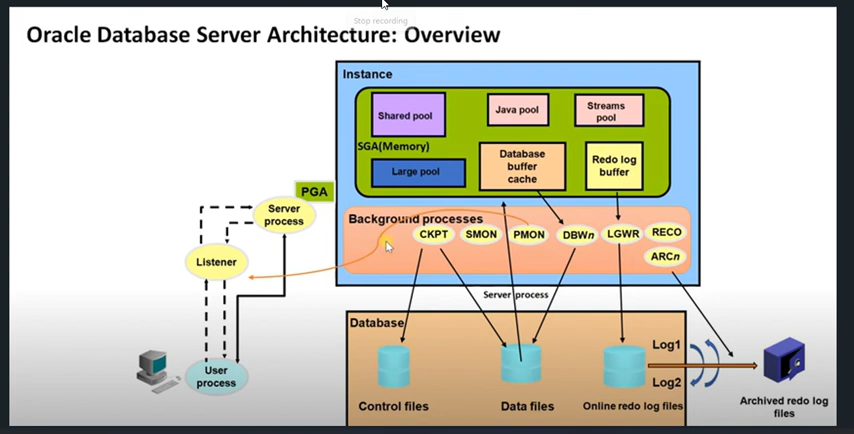 Stop recording
Oracle Database Server Architecture: Overview
Instance
Shared pool
Java pool
Streams
pool
SGA(Memory)
Large pool
Database
buffer
cache
Redo log
buffer
PGA
Server
process
Background processes
CKPT
SMON
PMON
DBWn
LGWR
RECO
ARCn
Listener
Server process
Database
User
process
Log1
Log2
Control files
Data files
Online redo log files
Archived redo log
files